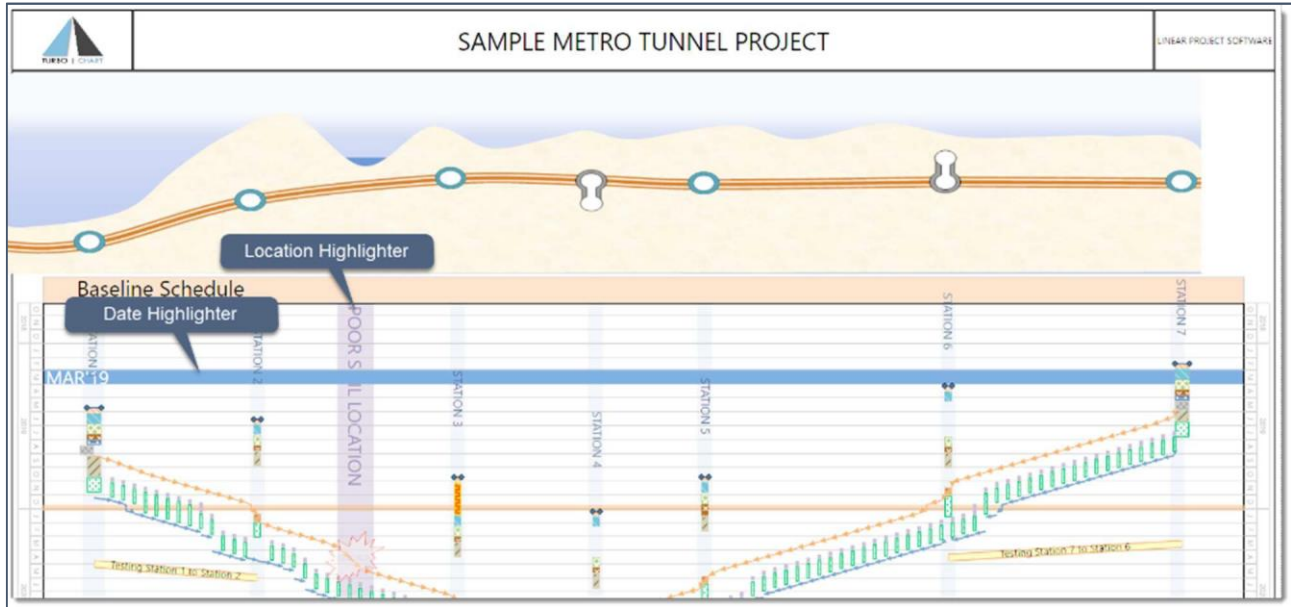 SAMPLE METRO TUNNEL PROJECT
TURBO | CHART
LINEAR PROJECT SOFTWARE
Location Highlighter
Baseline Schedule
Date Highlighter
STATION 2
POOR SOIL LOCATION
STATION 3
STATION 4
STATION 5
STATION 6
STATION 7
MAR'19
Testing Station 1 to Station 2
Testing Station 7 to Station 6